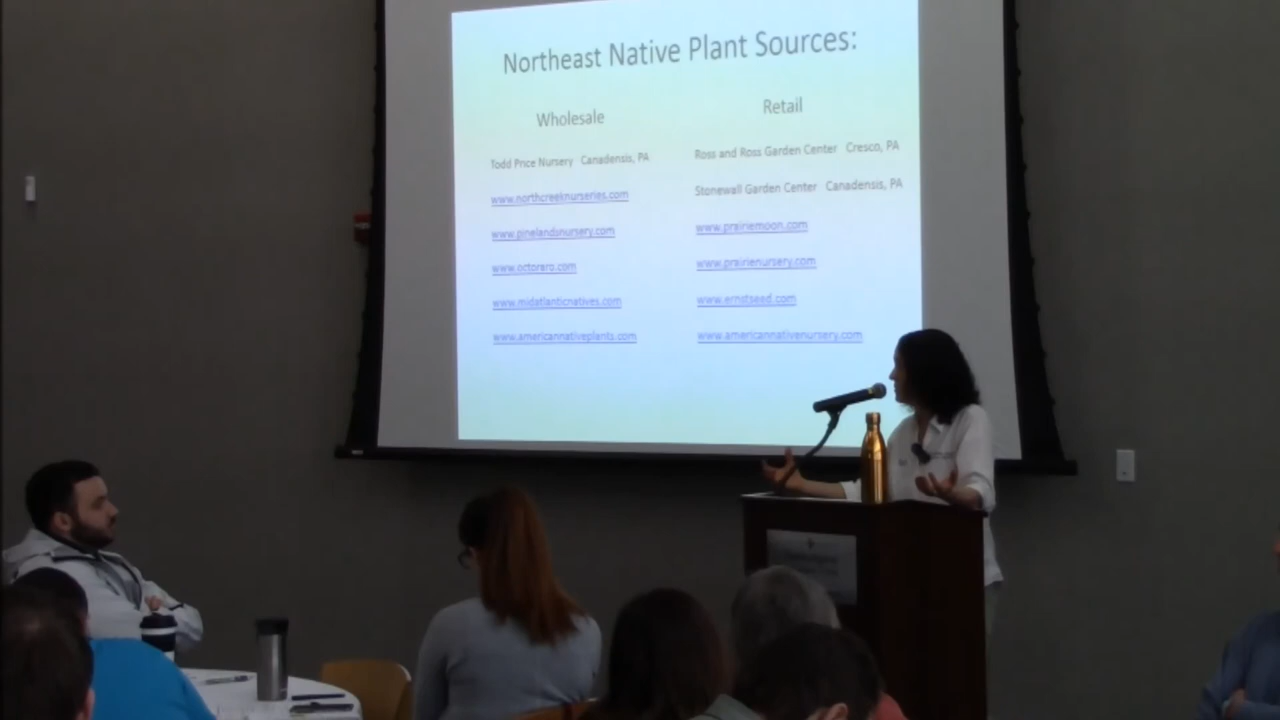 Northeast Native Plant Sources:
Wholesale
Todd Price Nursery Canadensis, PA
www.northcreeknurseries.com
www.pinelandsnursery.com
www.octoraro.com
www.midatlanticnatives.com
www.americannativeplants.com
Retail
Ross and Ross Garden Center Cresco, PA
Stonewall Garden Center Canadensis, PA
www.prairiemoon.com
www.prairienursery.com
www.ernstseed.com
www.americannativenursery.com